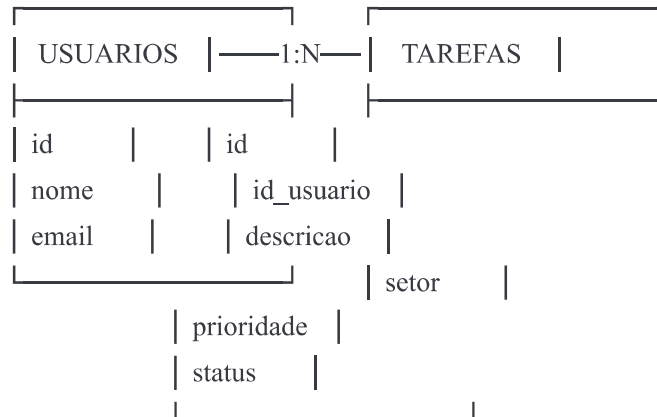 USUARIOS 1:N TAREFAS
id id
nome id_usuario
email descricao
setor
prioridade
status